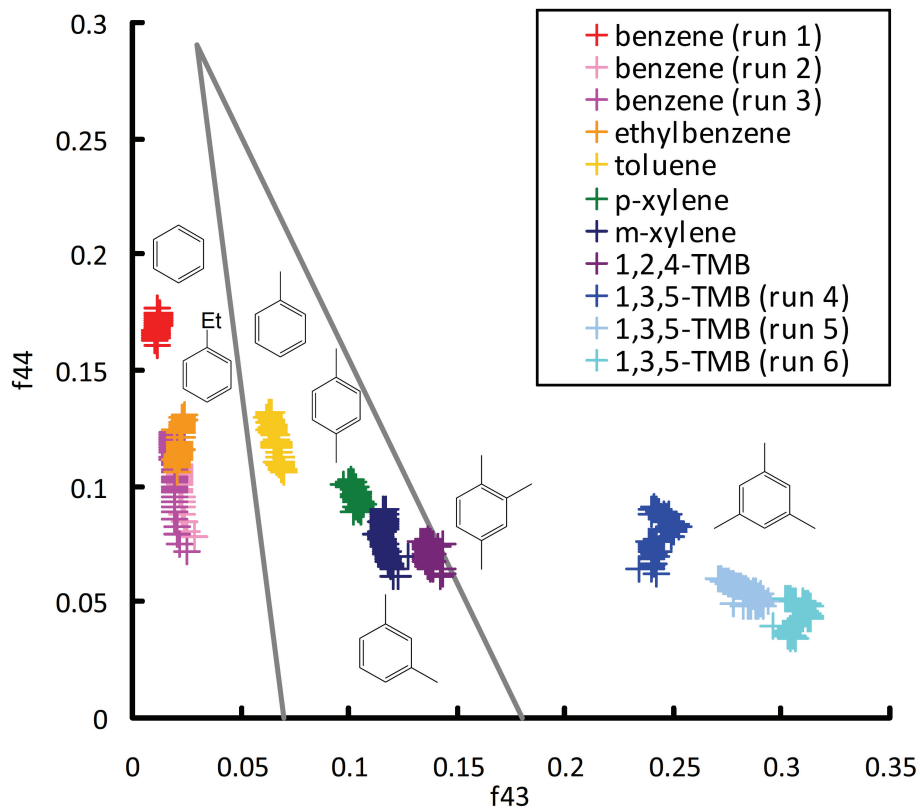 0.3
0.25
0.2
0.15
0.1
0.05
0
f44
benzene (run 1)
benzene (run 2)
benzene (run 3)
ethylbenzene
toluene
p-xylene
m-xylene
1,2,4-TMB
1,3,5-TMB (run 4)
1,3,5-TMB (run 5)
1,3,5-TMB (run 6)
Et
0 0.05 0.1 0.15 0.2 0.25 0.3 0.35
f43